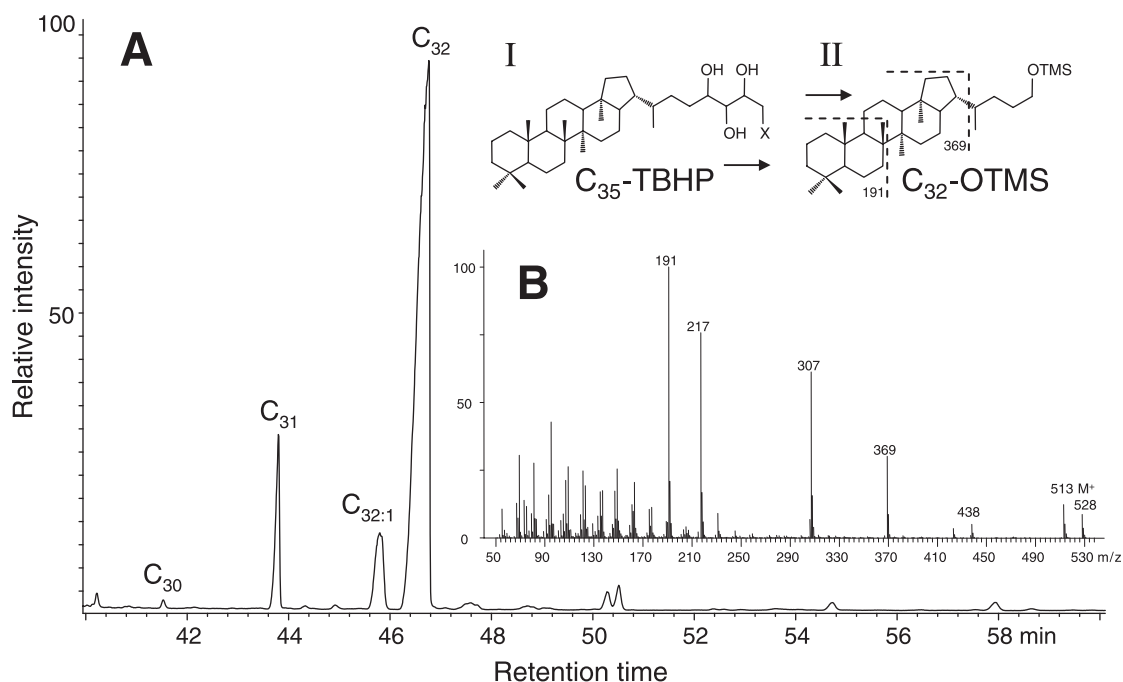 100
A
C32
I
OH
OH
OH
X
C35-TBHP
II
OTMS
369
191
C32-OTMS
Relative intensity
50
C31
C32:1
C30
B
100
50
0
191
217
307
369
438
513 M+
528
50 90 130 170 210 250 290 330 370 410 450 490 530 m/z
42 44 46 48 50 52 54 56 58 min
Retention time